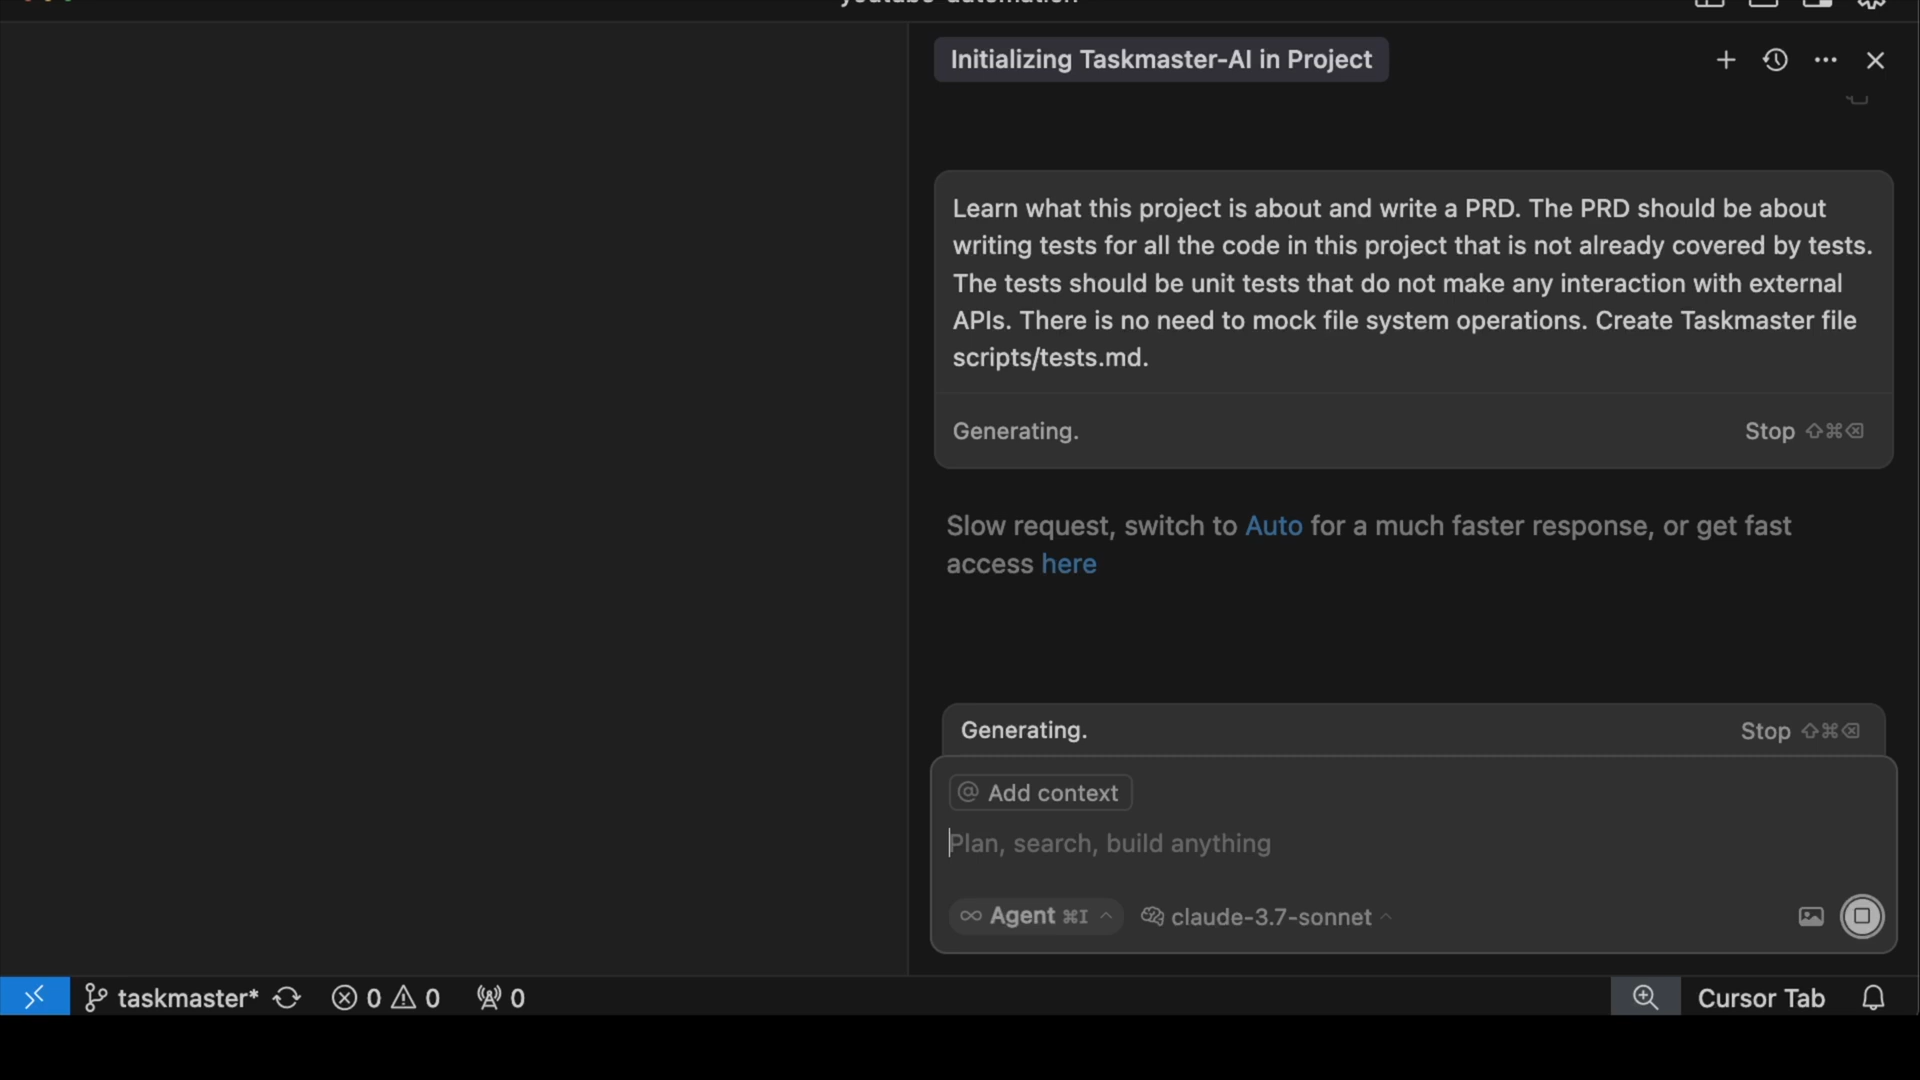 youtube-automation
Initializing Taskmaster-AI in Project
Learn what this project is about and write a PRD. The PRD should be about
writing tests for all the code in this project that is not already covered by tests.
The tests should be unit tests that do not make any interaction with external
APIs. There is no need to mock file system operations. Create Taskmaster file
scripts/tests.md.
Generating. Stop ⇧⌘⌫
Slow request, switch to Auto for a much faster response, or get fast
access here
Generating. Stop ⇧⌘⌫
@ Add context
Plan, search, build anything
∞ Agent ⌘I claude-3.7-sonnet
taskmaster* 0 0 0 Cursor Tab